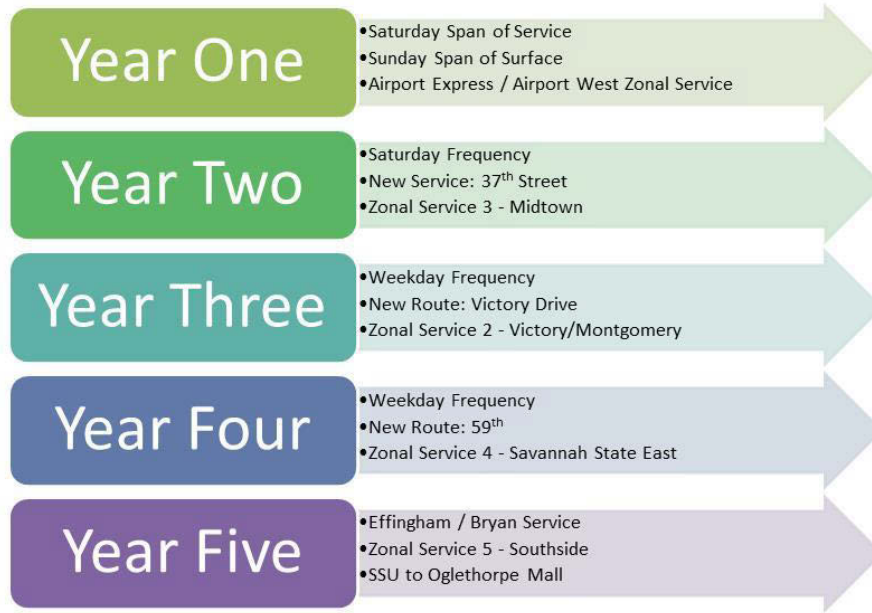 Year One
•Saturday Span of Service
•Sunday Span of Surface
•Airport Express / Airport West Zonal Service
Year Two
•Saturday Frequency
•New Service: 37th Street
•Zonal Service 3 - Midtown
Year Three
•Weekday Frequency
•New Route: Victory Drive
•Zonal Service 2 - Victory/Montgomery
Year Four
•Weekday Frequency
•New Route: 59th
•Zonal Service 4 - Savannah State East
Year Five
•Effingham / Bryan Service
•Zonal Service 5 - Southside
•SSU to Oglethorpe Mall